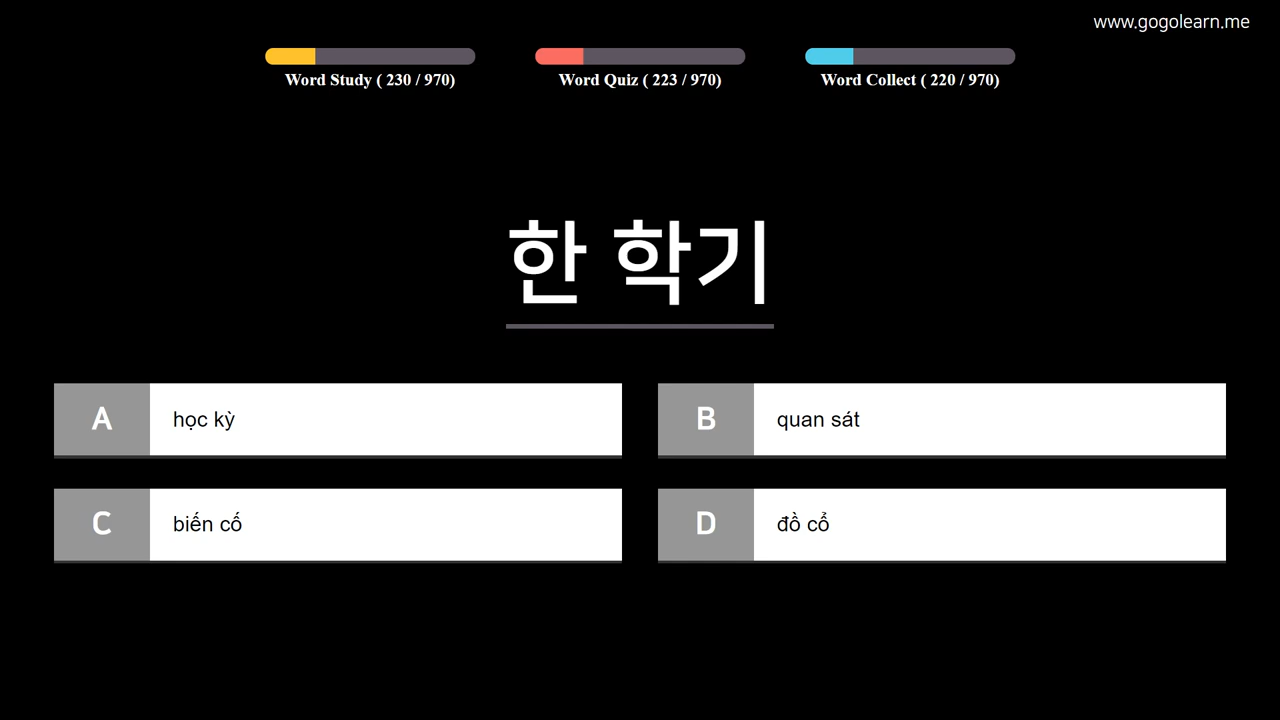 www.gogolearn.me
Word Study ( 230 / 970)
Word Quiz ( 223 / 970)
Word Collect ( 220 / 970)
한 학기
A học kỳ
B quan sát
C biến cố
D đồ cổ